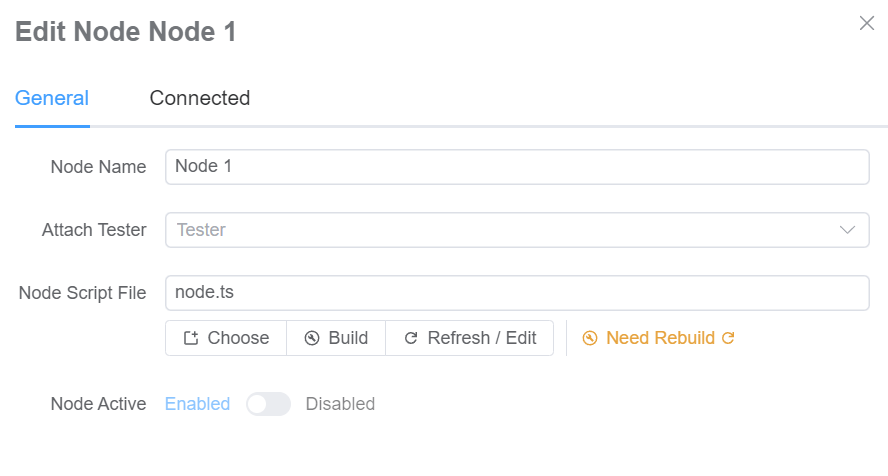 Edit Node Node 1
General Connected
Node Name Node 1
Attach Tester Tester
Node Script File node.ts
Choose Build Refresh / Edit Need Rebuild
Node Active Enabled Disabled